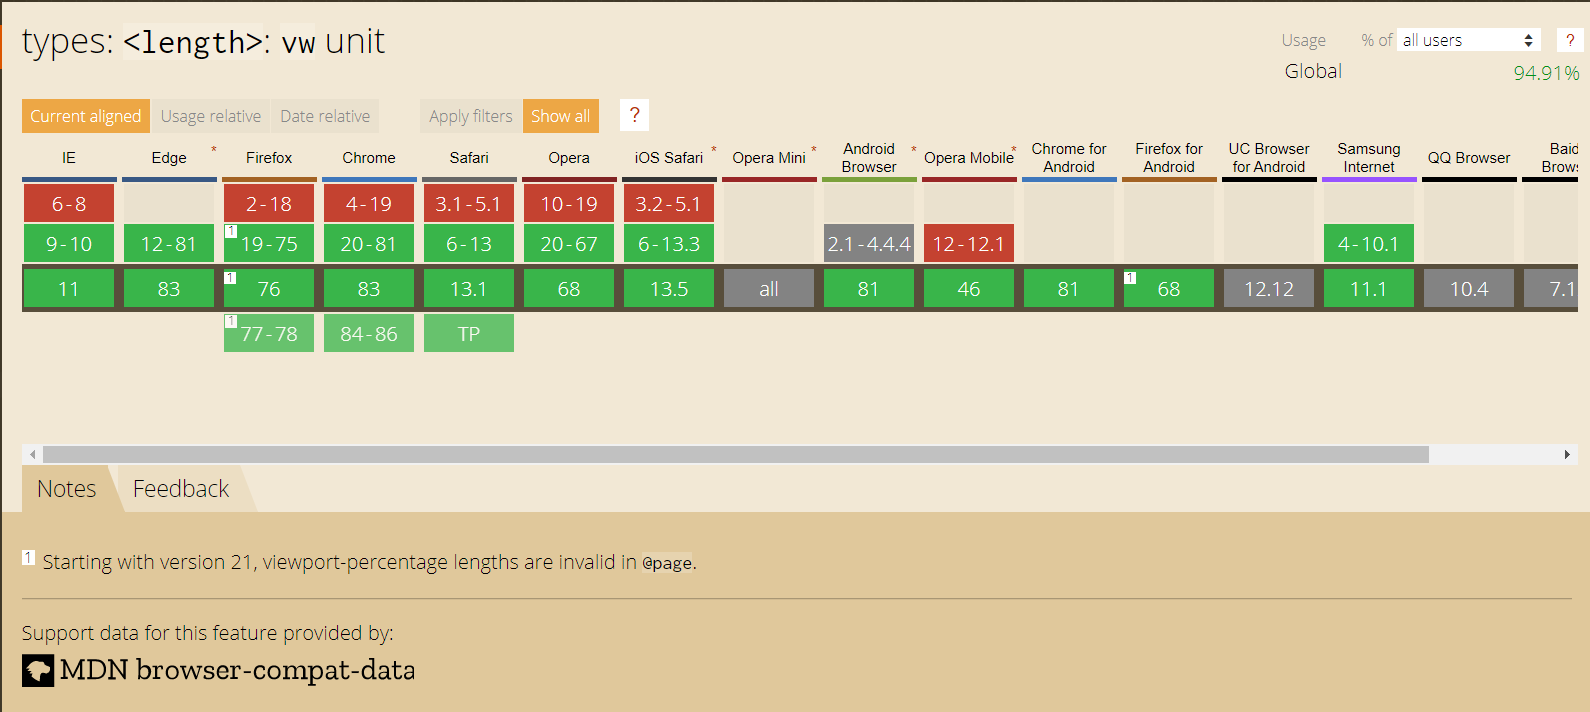 types: <length>: vw unit
Usage % of all users ?
Global 94.91%
Current aligned Usage relative Date relative Apply filters Show all ?
IE Edge * Firefox Chrome Safari Opera iOS Safari * Opera Mini * Android Browser * Opera Mobile * Chrome for Android Firefox for Android UC Browser for Android Samsung Internet QQ Browser
6-8 2-18 4-19 3.1-5.1 10-19 3.2-5.1
9-10 12-81 1 19-75 20-81 6-13 20-67 6-13.3 2.1-4.4.4 12-12.1 4-10.1
11 83 1 76 83 13.1 68 13.5 all 81 46 81 1 68 12.12 11.1 10.4 7.1
1 77-78 84-86 TP
Notes Feedback
1 Starting with version 21, viewport-percentage lengths are invalid in @page.
Support data for this feature provided by:
MDN browser-compat-data